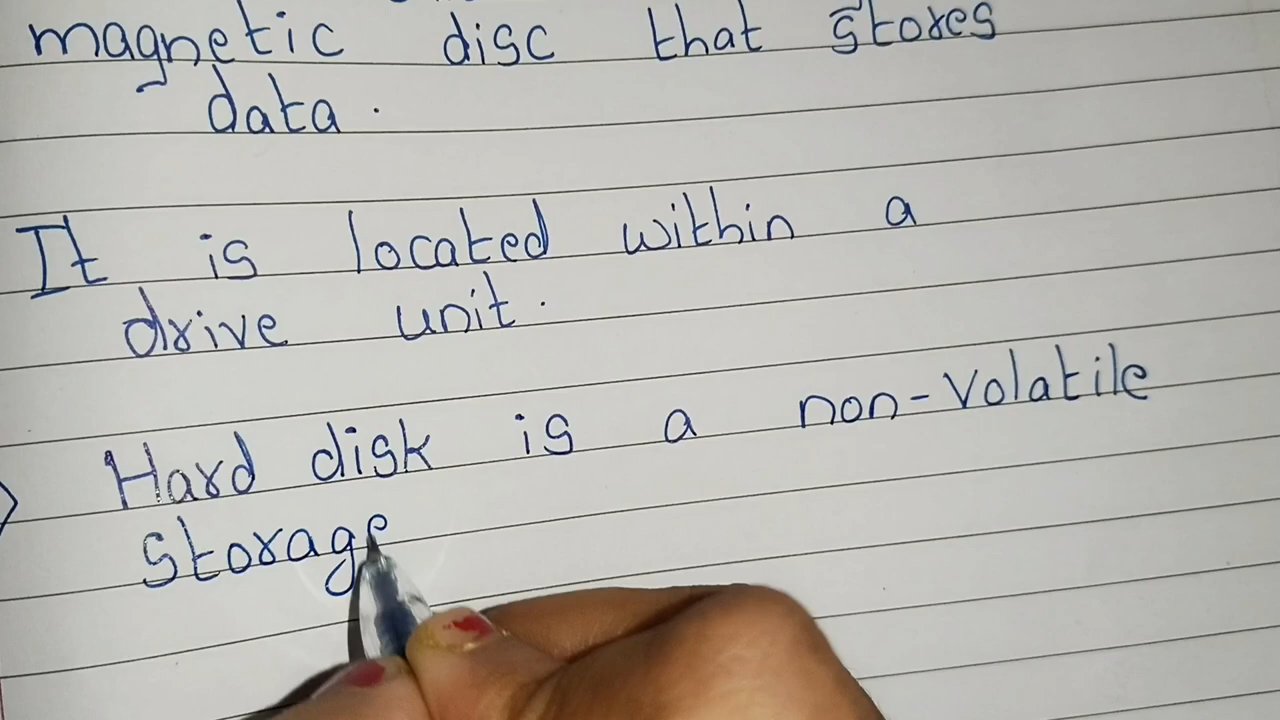 magnetic disc that stores
data.
It is located within a
drive unit.
Hard disk is a non-volatile
storage